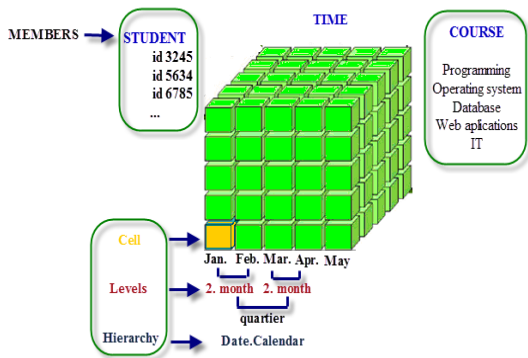 TIME
MEMBERS
STUDENT
id 3245
id 5634
id 6785
...
COURSE
Programming
Operating system
Database
Web aplications
IT
Cell
Jan. Feb. Mar. Apr. May
Levels
2. month 2. month
quartier
Hierarchy
Date.Calendar